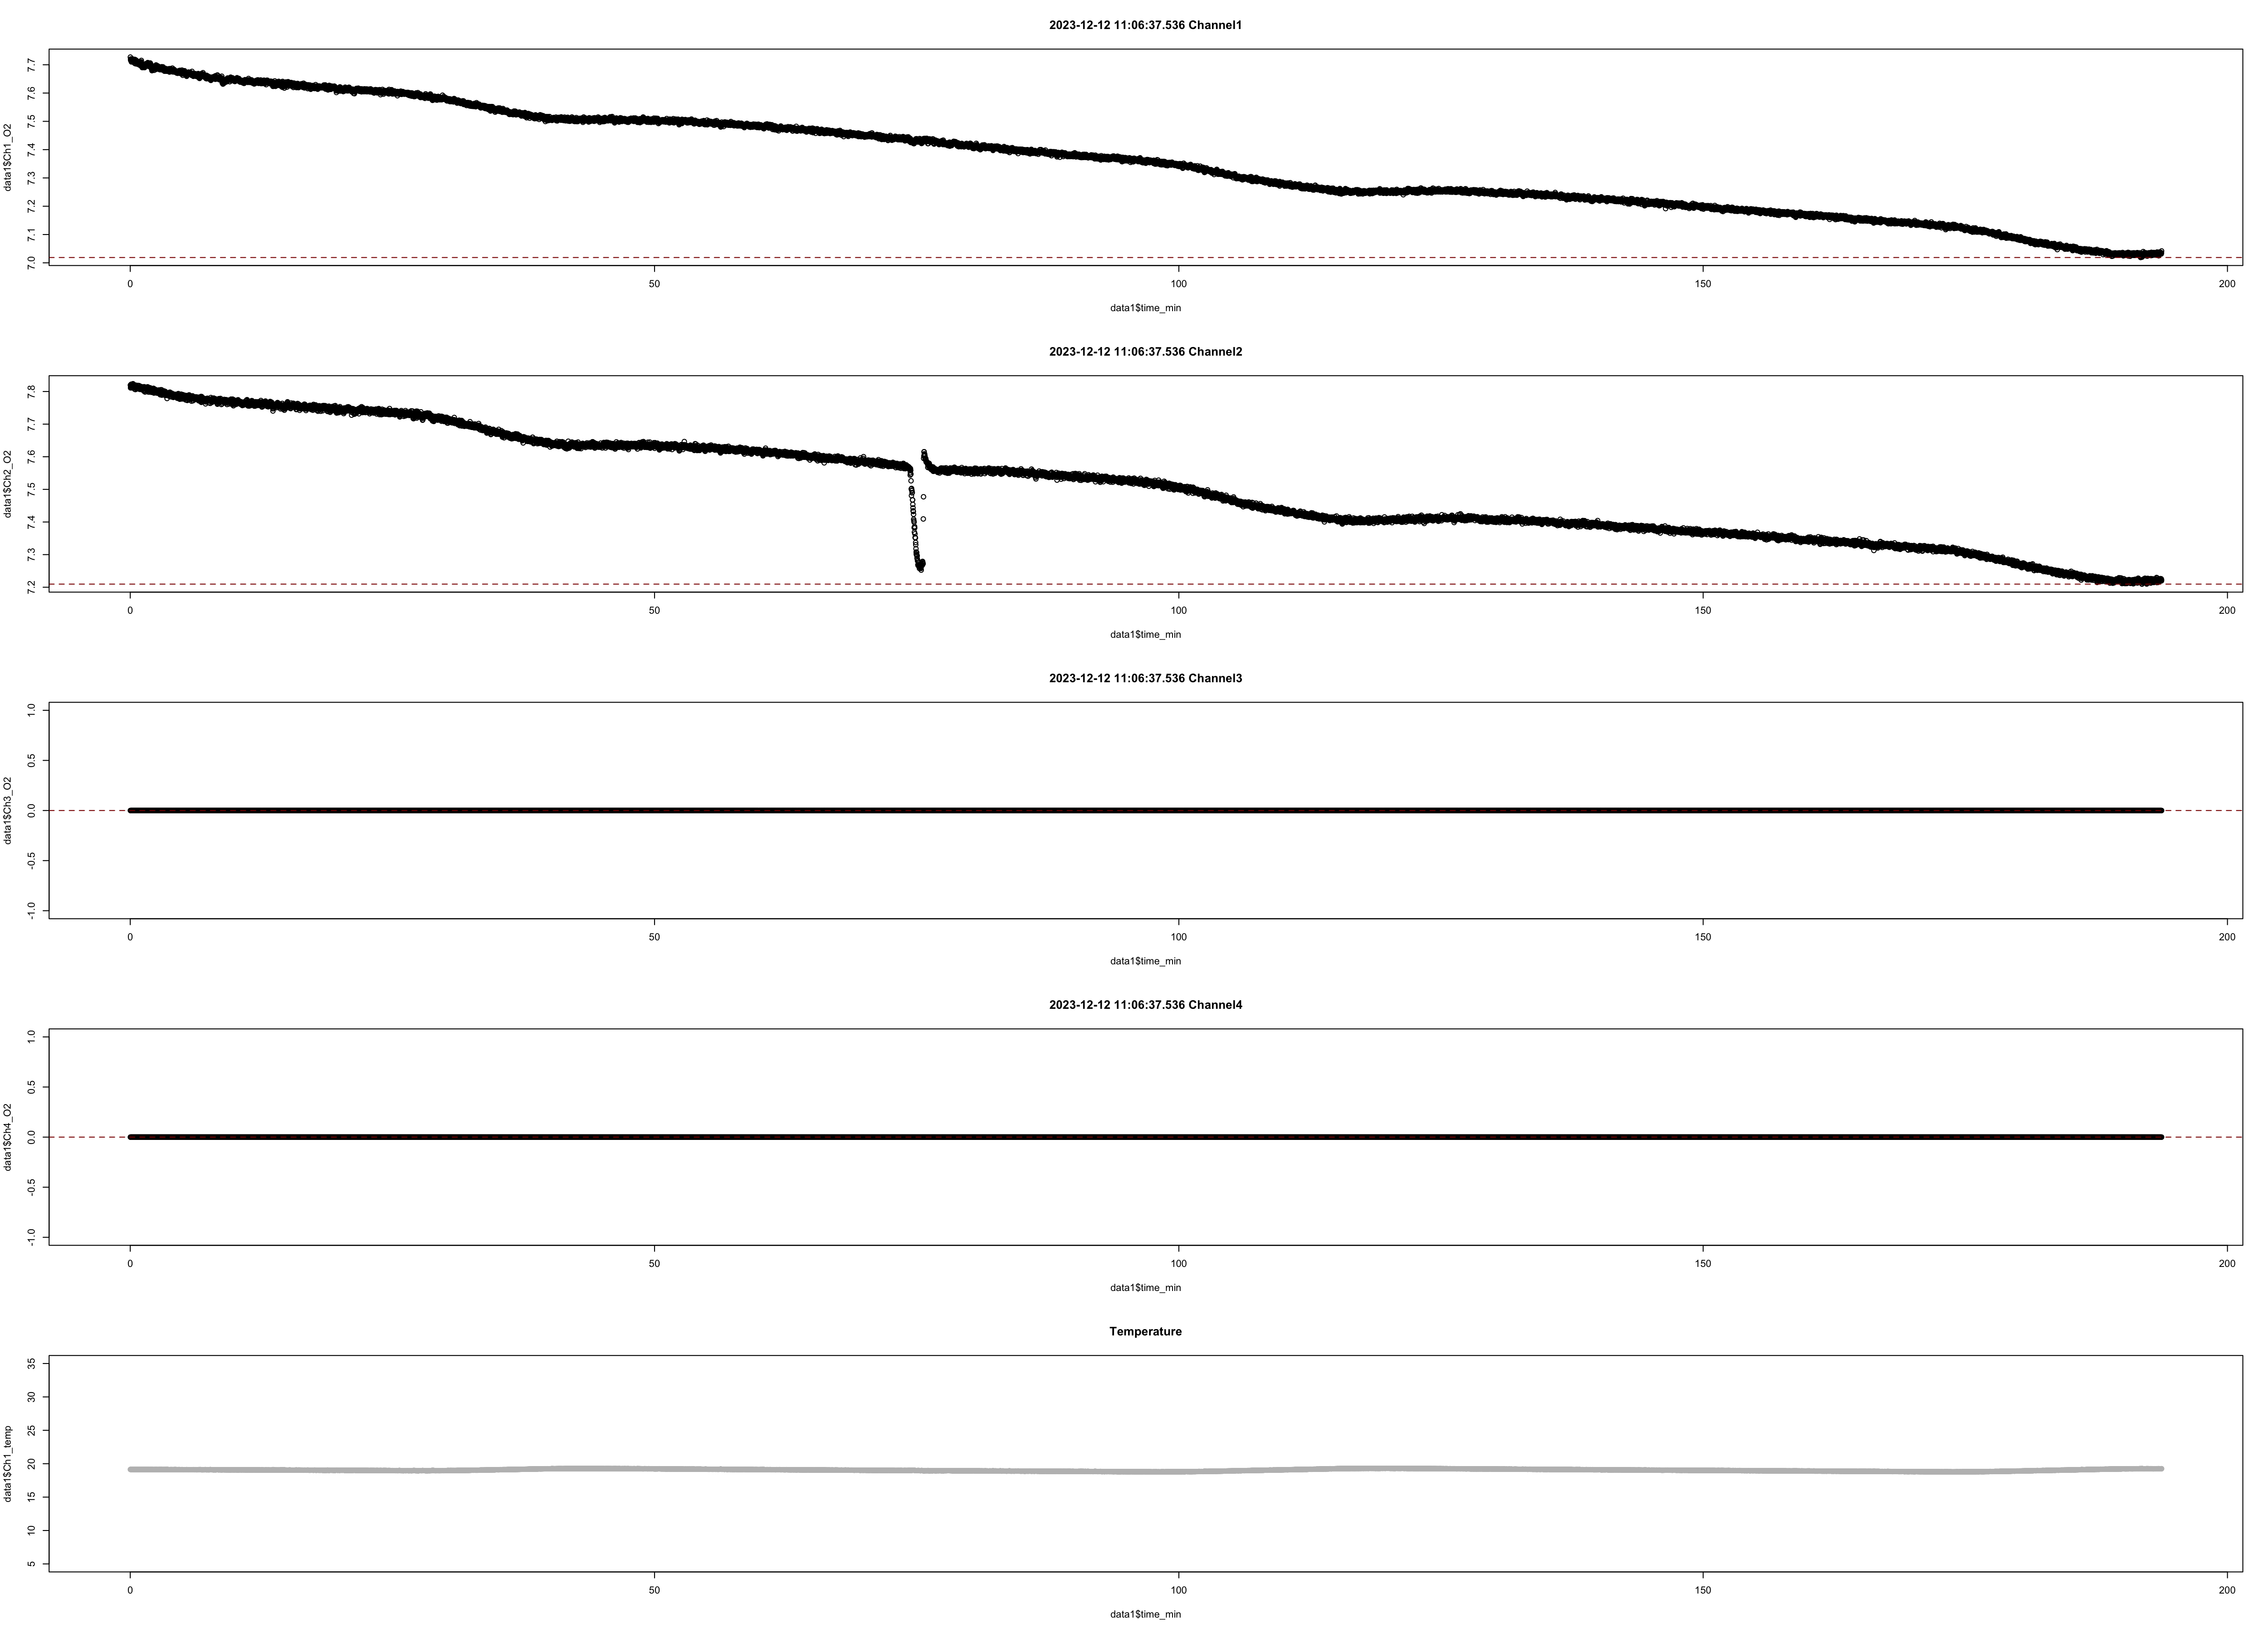 2023-12-12 11:06:37.536 Channel1
data1$Ch1_O2
7.7
7.6
7.5
7.4
7.3
7.2
7.1
7.0
0 50 100 150 200
data1$time_min
2023-12-12 11:06:37.536 Channel2
data1$Ch2_O2
7.8
7.7
7.6
7.5
7.4
7.3
7.2
0 50 100 150 200
data1$time_min
2023-12-12 11:06:37.536 Channel3
data1$Ch3_O2
1.0
0.5
0.0
-0.5
-1.0
0 50 100 150 200
data1$time_min
2023-12-12 11:06:37.536 Channel4
data1$Ch4_O2
1.0
0.5
0.0
-0.5
-1.0
0 50 100 150 200
data1$time_min
Temperature
data1$Ch1_temp
35
30
25
20
15
10
5
0 50 100 150 200
data1$time_min